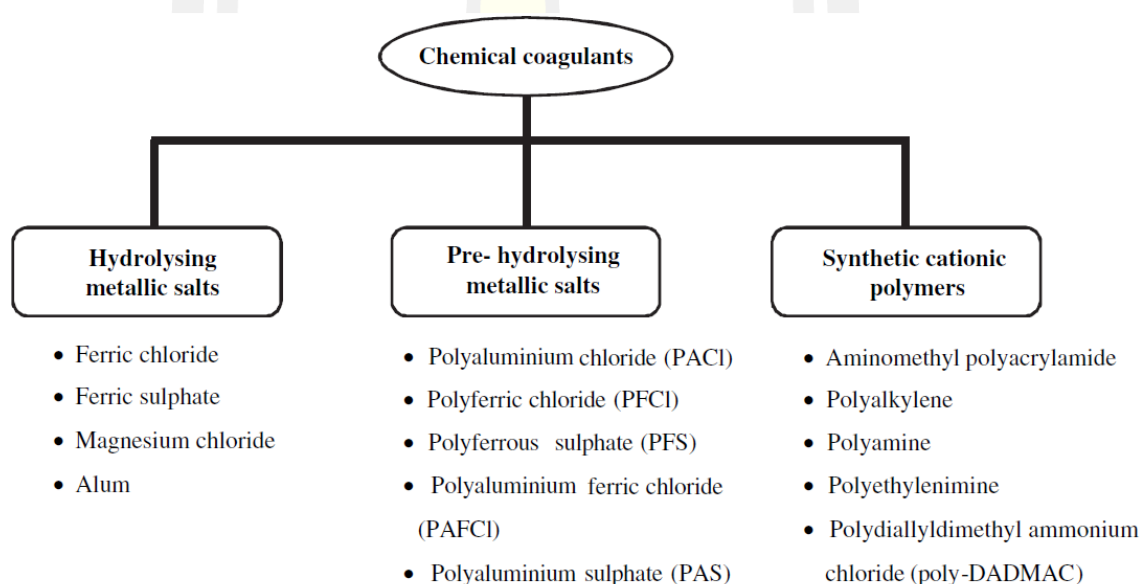 Chemical coagulants
Hydrolysing
metallic salts
• Ferric chloride
• Ferric sulphate
• Magnesium chloride
• Alum
Pre- hydrolysing
metallic salts
• Polyaluminium chloride (PACl)
• Polyferric chloride (PFCl)
• Polyferrous sulphate (PFS)
• Polyaluminium ferric chloride
(PAFCl)
• Polyaluminium sulphate (PAS)
Synthetic cationic
polymers
• Aminomethyl polyacrylamide
• Polyalkylene
• Polyamine
• Polyethylenimine
• Polydiallyldimethyl ammonium
chloride (poly-DADMAC)